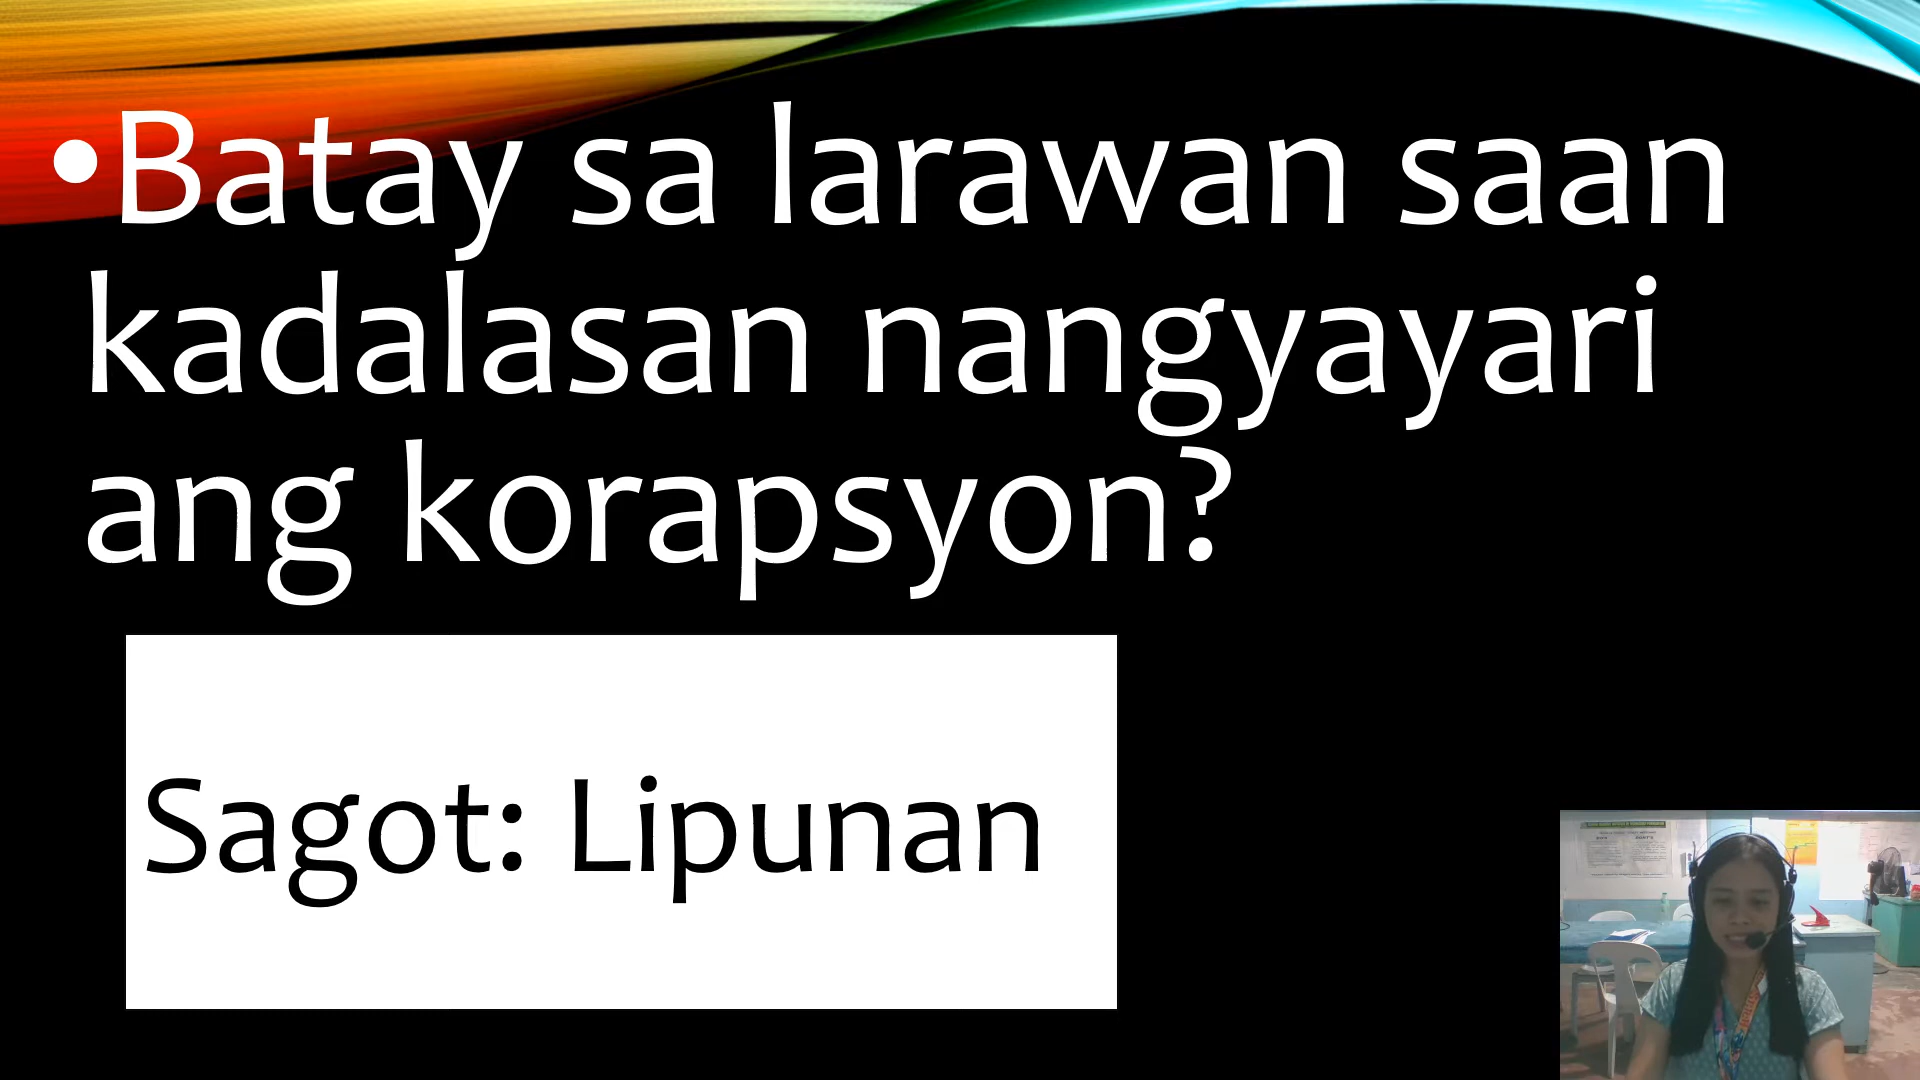 •Batay sa larawan saan
kadalasan nangyayari
ang korapsyon?
Sagot: Lipunan